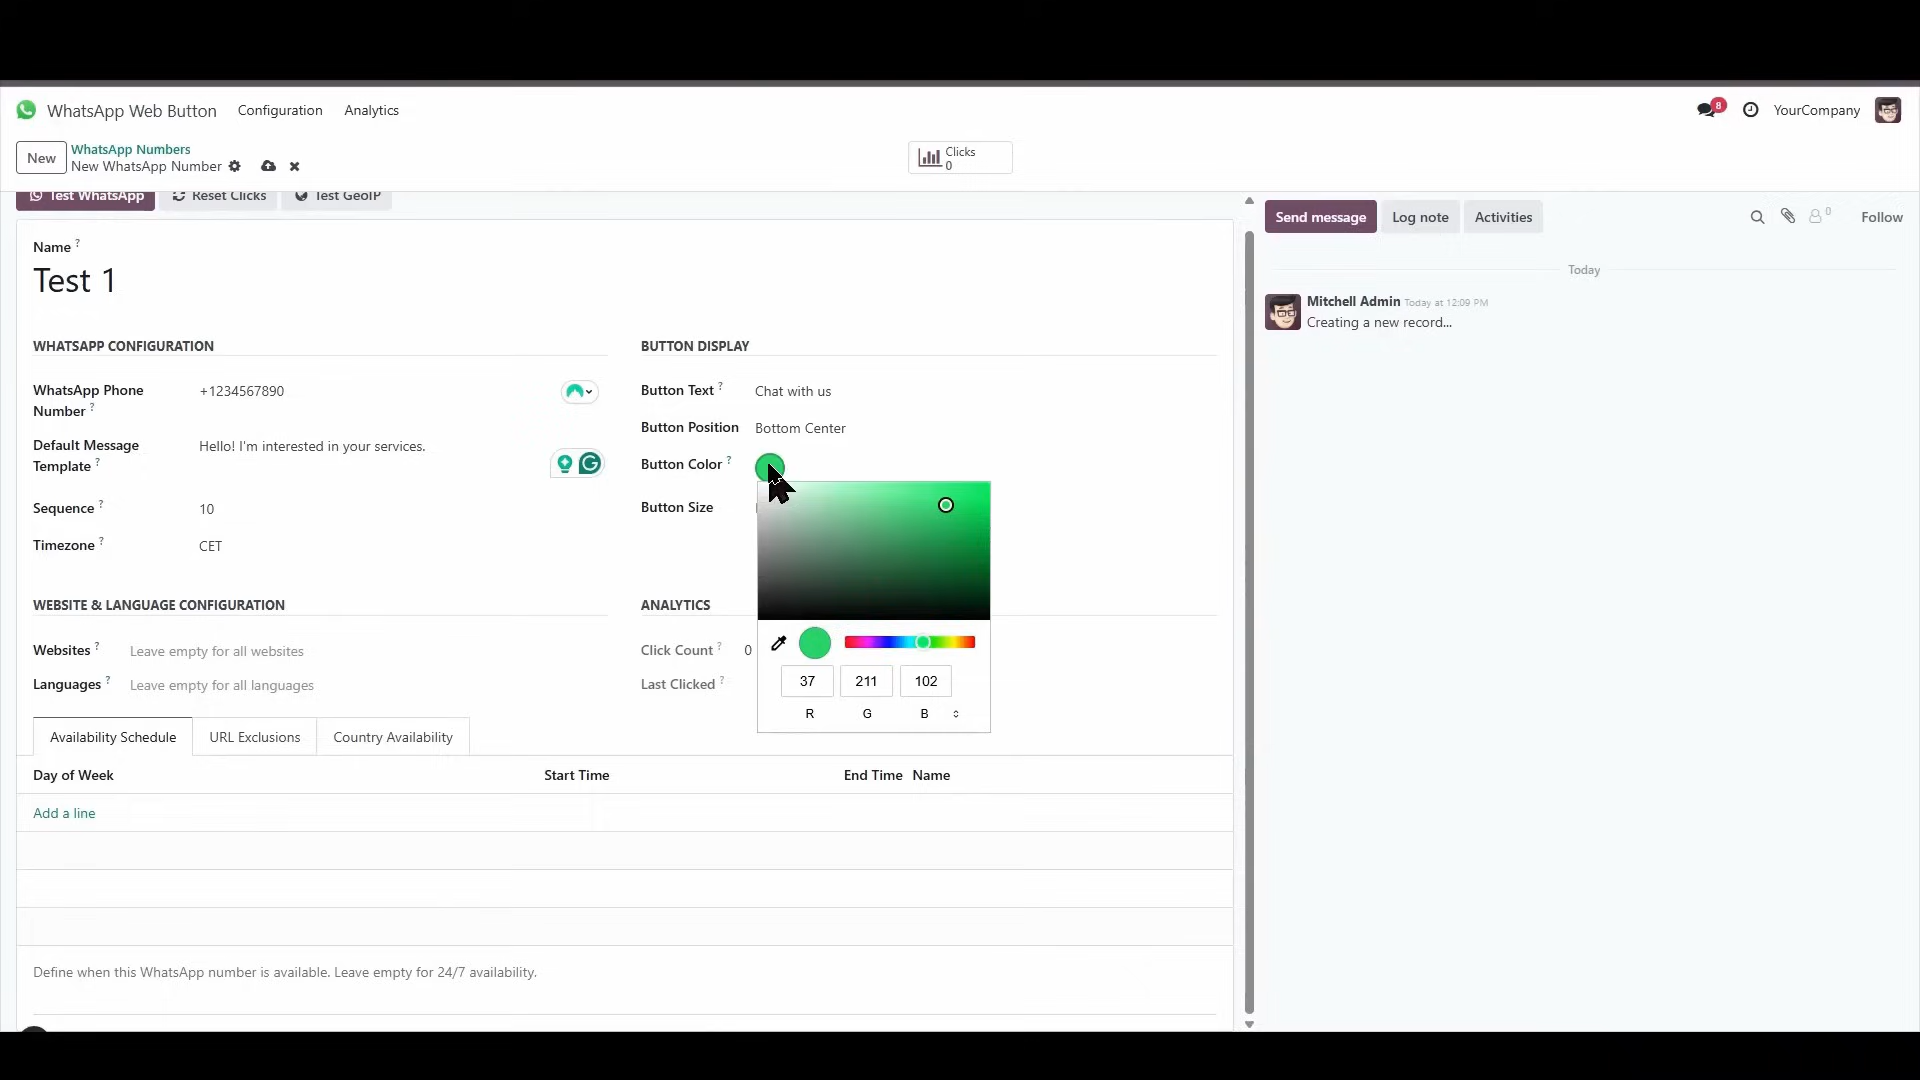 WhatsApp Web Button Configuration Analytics
8 YourCompany
New WhatsApp Numbers
New WhatsApp Number
Clicks
0
Test WhatsApp Reset Clicks Test GeoIP
Send message Log note Activities 0 Follow
Name ?
Test 1
Today
Mitchell Admin Today at 12:09 PM
Creating a new record...
WHATSAPP CONFIGURATION
WhatsApp Phone
Number ? +1234567890
Default Message
Template ? Hello! I'm interested in your services.
Sequence ? 10
Timezone ? CET
BUTTON DISPLAY
Button Text ? Chat with us
Button Position Bottom Center
Button Color ?
Button Size
37 211 102
R G B
WEBSITE & LANGUAGE CONFIGURATION
Websites ? Leave empty for all websites
Languages ? Leave empty for all languages
ANALYTICS
Click Count ? 0
Last Clicked ?
Availability Schedule URL Exclusions Country Availability
Day of Week Start Time End Time Name
Add a line
Define when this WhatsApp number is available. Leave empty for 24/7 availability.